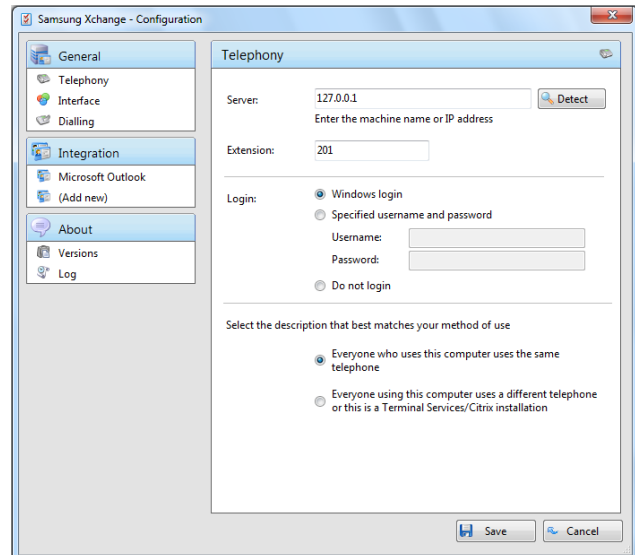 Samsung Xchange - Configuration
General
Telephony
Interface
Dialling
Integration
Microsoft Outlook
(Add new)
About
Versions
Log
Telephony
Server:
127.0.0.1
Detect
Enter the machine name or IP address
Extension:
201
Login:
Windows login
Specified username and password
Username:
Password:
Do not login
Select the description that best matches your method of use
Everyone who uses this computer uses the same
telephone
Everyone using this computer uses a different telephone
or this is a Terminal Services/Citrix installation
Save
Cancel